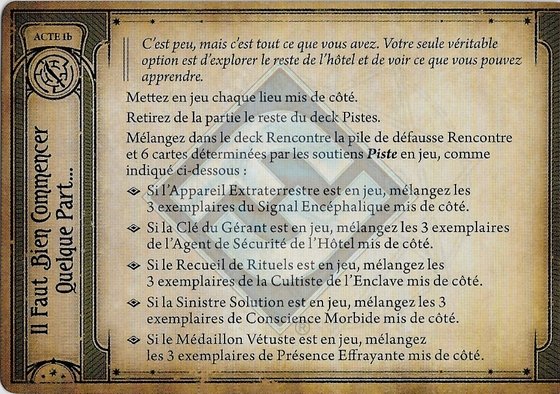 ACTE 1b
Il Faut Bien Commencer
Quelque Part...
C'est peu, mais c'est tout ce que vous avez. Votre seule véritable
option est d'explorer le reste de l'hôtel et de voir ce que vous pouvez
apprendre.
Mettez en jeu chaque lieu mis de côté.
Retirez de la partie le reste du deck Pistes.
Mélangez dans le deck Rencontre la pile de défausse Rencontre
et 6 cartes déterminées par les soutiens Piste en jeu, comme
indiqué ci-dessous :
Si l'Appareil Extraterrestre est en jeu, mélangez les
3 exemplaires du Signal Encéphalique mis de côté.
Si la Clé du Gérant est en jeu, mélangez les 3 exemplaires
de l'Agent de Sécurité de l'Hôtel mis de côté.
Si le Recueil de Rituels est en jeu, mélangez les
3 exemplaires de la Cultiste de l'Enclave mis de côté.
Si la Sinistre Solution est en jeu, mélangez les 3
exemplaires de Conscience Morbide mis de côté.
Si le Médaillon Vétuste est en jeu, mélangez
les 3 exemplaires de Présence Effrayante mis de côté.